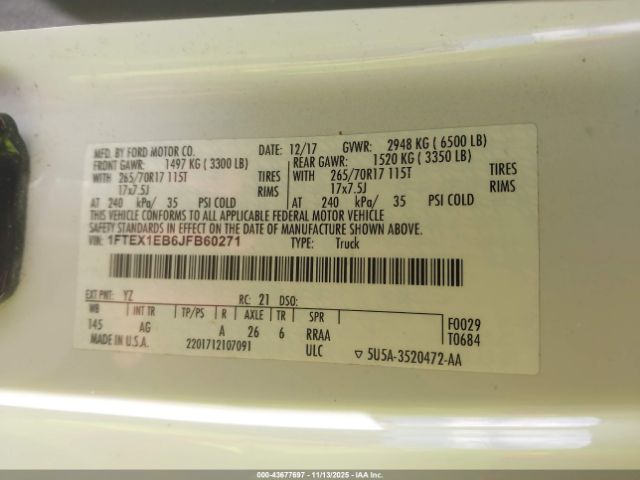 MFD. BY FORD MOTOR CO. DATE: 12/17 GVWR: 2948 KG ( 6500 LB)
FRONT GAWR: 1497 KG ( 3300 LB) REAR GAWR: 1520 KG ( 3350 LB)
WITH 265/70R17 115T TIRES WITH 265/70R17 115T TIRES
17x7.5J RIMS 17x7.5J RIMS
AT 240 kPa/ 35 PSI COLD AT 240 kPa/ 35 PSI COLD
THIS VEHICLE CONFORMS TO ALL APPLICABLE FEDERAL MOTOR VEHICLE
SAFETY STANDARDS IN EFFECT ON THE DATE OF MANUFACTURE SHOWN ABOVE.
VIN: 1FTEX1EB6JFB60271 TYPE: Truck
EXT PNT: YZ RC: 21 DSO:
WB INT TR TP/PS R AXLE TR SPR F0029
145 AG A 26 6 RRAA T0684
MADE IN U.S.A. 2201712107091 ULC ▽ 5U5A-3520472-AA
000-43677697 - 11/13/2025 - IAA Inc.